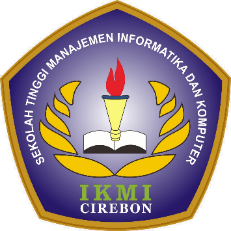 SEKOLAH TINGGI MANAJEMEN INFORMATIKA DAN KOMPUTER
IKMI
CIREBON